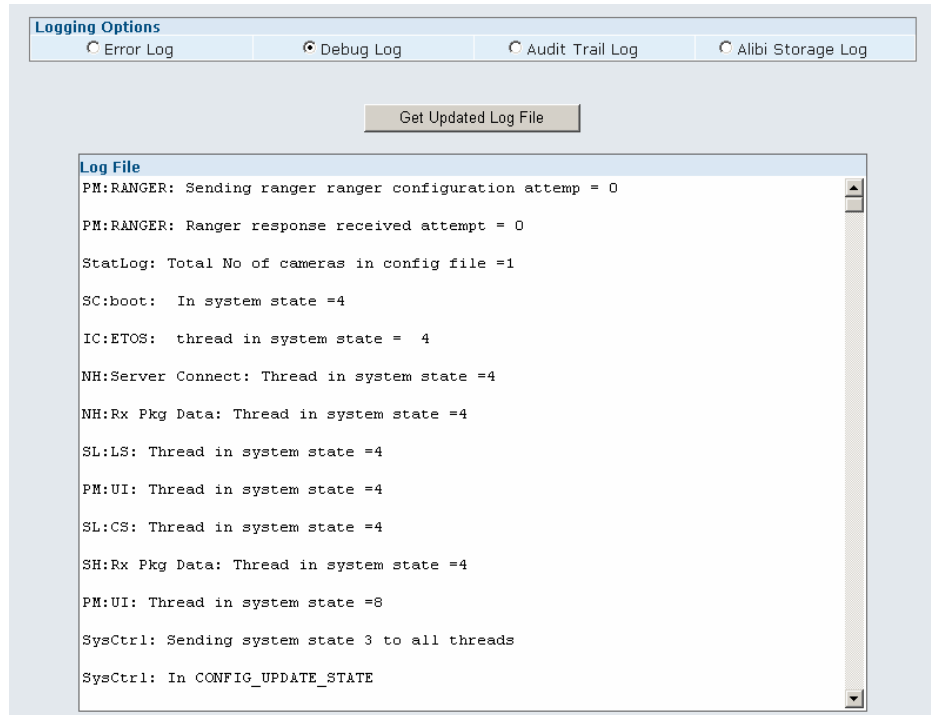 Logging Options
Error Log Debug Log Audit Trail Log Alibi Storage Log
Get Updated Log File
Log File
PM:RANGER: Sending ranger ranger configuration attemp = 0
PM:RANGER: Ranger response received attempt = 0
StatLog: Total No of cameras in config file =1
SC:boot:  In system state =4
IC:ETOS:  thread in system state =  4
NH:Server Connect: Thread in system state =4
NH:Rx Pkg Data: Thread in system state =4
SL:LS: Thread in system state =4
PM:UI: Thread in system state =4
SL:CS: Thread in system state =4
SH:Rx Pkg Data: Thread in system state =4
PM:UI: Thread in system state =8
SysCtrl: Sending system state 3 to all threads
SysCtrl: In CONFIG_UPDATE_STATE